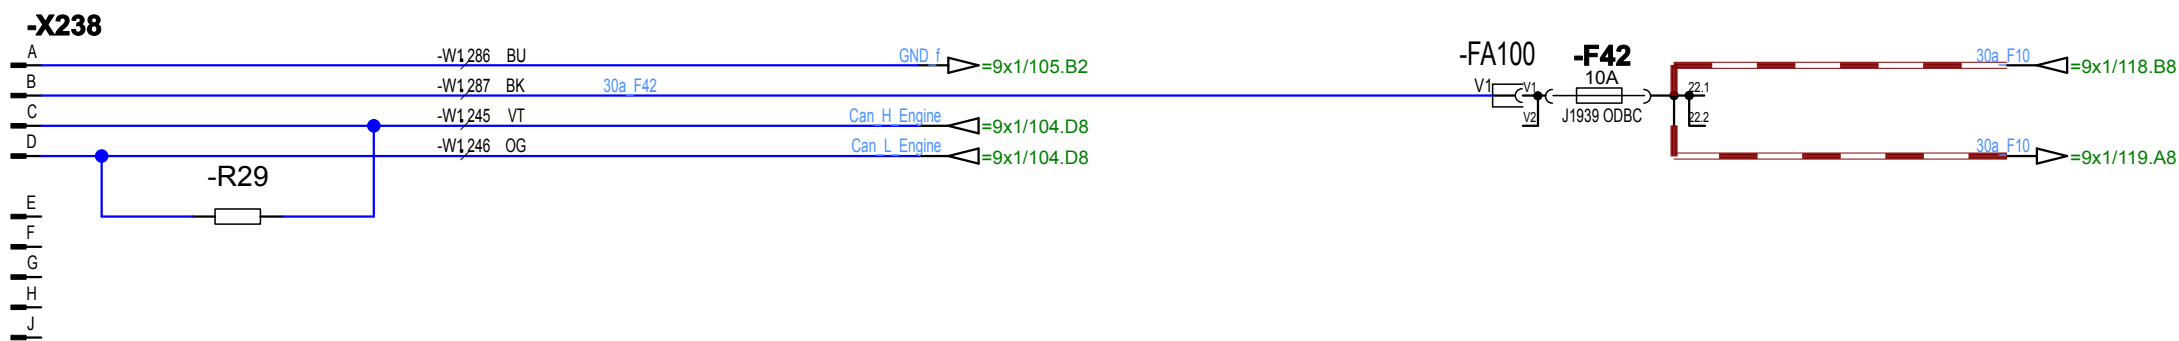 -X238
A -W1.286 BU GND_f =9x1/105.B2
B -W1.287 BK 30a_F42
C -W1.245 VT Can_H_Engine =9x1/104.D8
D -W1.246 OG Can_L_Engine =9x1/104.D8
-R29
E
F
G
H
J
-FA100
V1
V1
V2
-F42
10A
J1939 ODBC
22.1
22.2
30a_F10 =9x1/118.B8
30a_F10 =9x1/119.A8